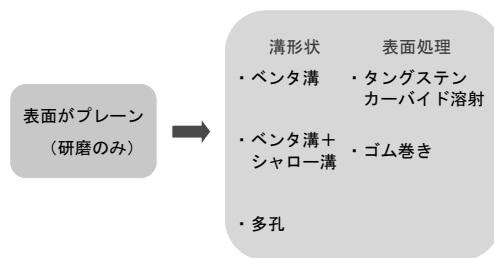 表面がプレーン
(研磨のみ)
溝形状
・ベンタ溝
・ベンタ溝+
シャロー溝
・多孔
表面処理
・タングステン
カーバイド溶射
・ゴム巻き